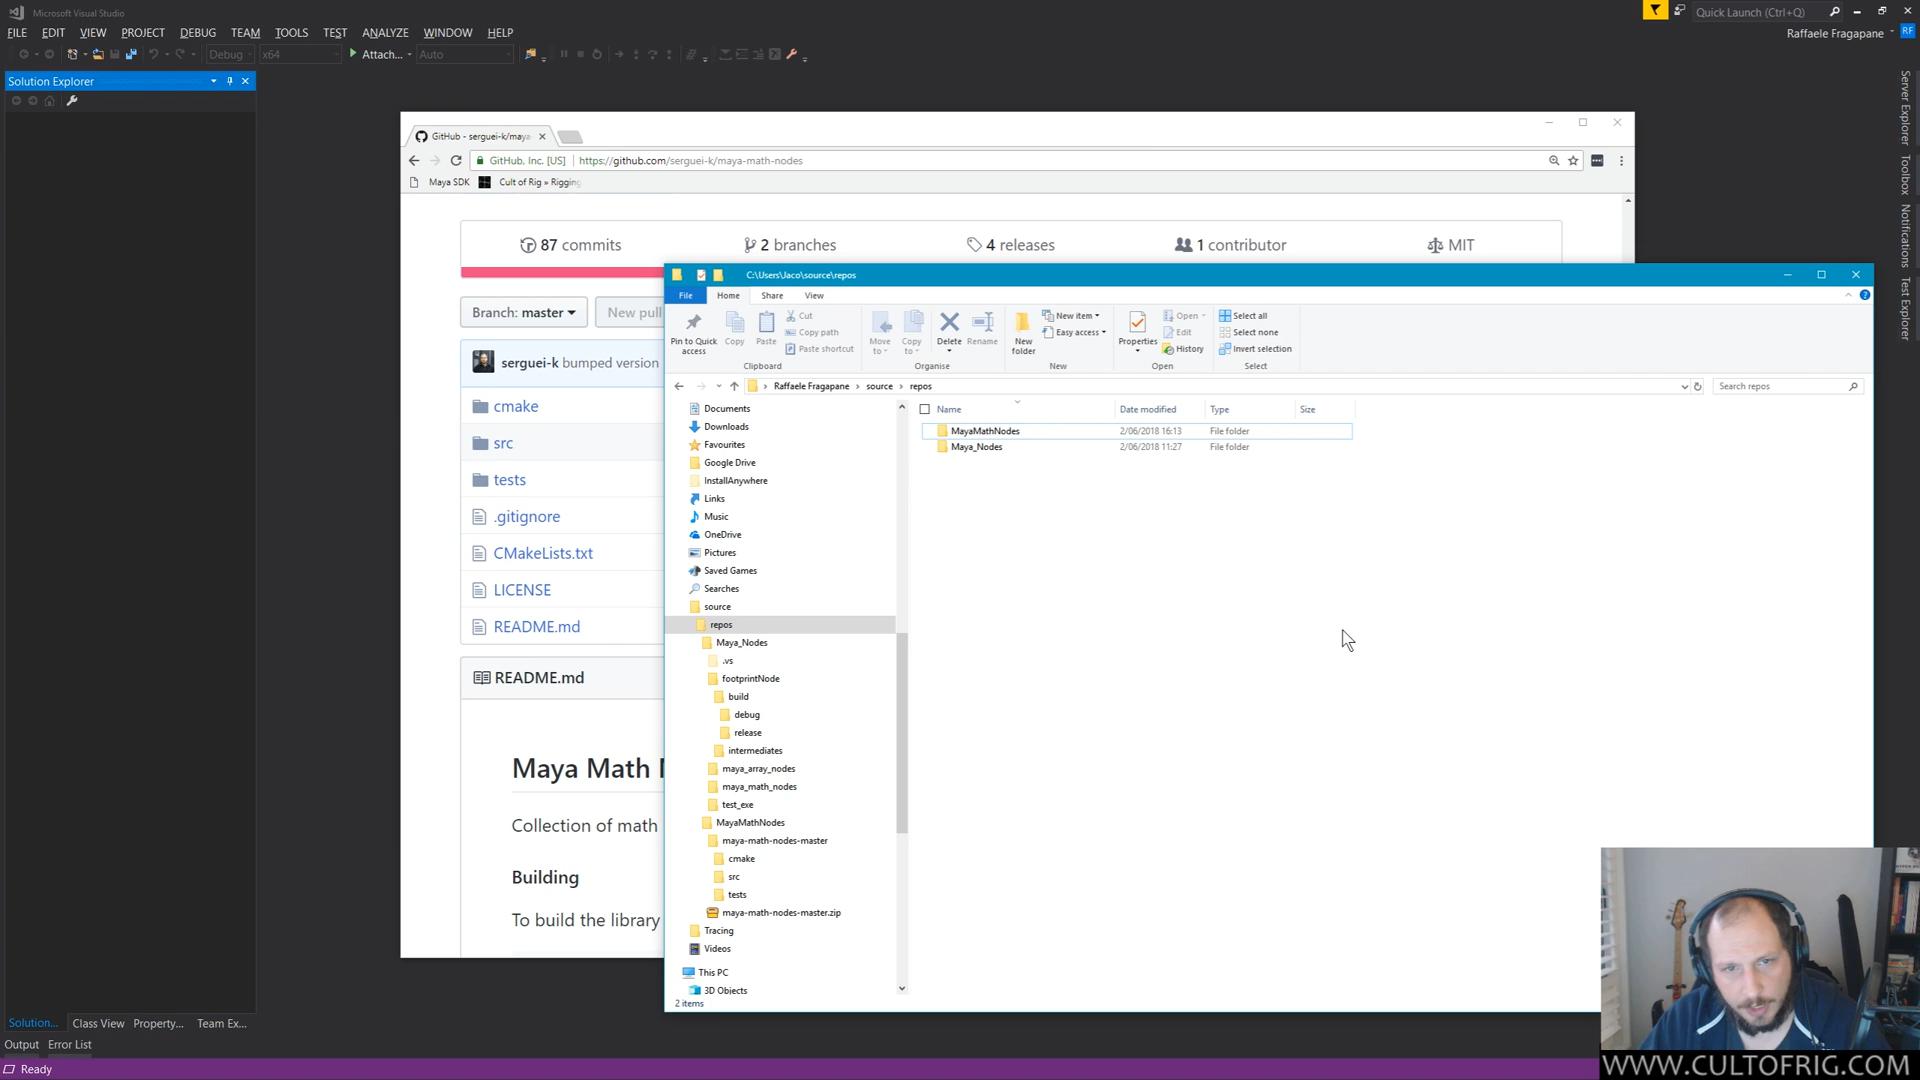 Microsoft Visual Studio
Quick Launch (Ctrl+Q)
FILE EDIT VIEW PROJECT DEBUG TEAM TOOLS TEST ANALYZE WINDOW HELP
Raffaele Fragapane RF
Debug x64 Attach... Auto
Solution Explorer
Server Explorer
Toolbox
Notifications
Test Explorer
GitHub - serguei-k/maya
GitHub, Inc. [US] https://github.com/serguei-k/maya-math-nodes
Maya SDK Cult of Rig » Rigging
87 commits 2 branches 4 releases 1 contributor MIT
Branch: master New pull
serguei-k bumped version
cmake
src
tests
.gitignore
CMakeLists.txt
LICENSE
README.md
README.md
Maya Math
Collection of math
Building
To build the library
C:\Users\Jaco\source\repos
File Home Share View
Pin to Quick access
Copy
Paste
Cut
Copy path
Paste shortcut
Clipboard
Move to
Copy to
Delete
Rename
Organise
New folder
New item
Easy access
New
Properties
Open
Edit
History
Open
Select all
Select none
Invert selection
Select
Raffaele Fragapane › source › repos
Search repos
Name Date modified Type Size
MayaMathNodes 2/06/2018 16:13 File folder
Maya_Nodes 2/06/2018 11:27 File folder
Documents
Downloads
Favourites
Google Drive
InstallAnywhere
Links
Music
OneDrive
Pictures
Saved Games
Searches
source
repos
Maya_Nodes
.vs
footprintNode
build
debug
release
intermediates
maya_array_nodes
maya_math_nodes
test_exe
MayaMathNodes
maya-math-nodes-master
cmake
src
tests
maya-math-nodes-master.zip
Tracing
Videos
This PC
3D Objects
2 items
Solution... Class View Property... Team Ex...
Output Error List
Ready
WWW.CULTOFRIG.COM